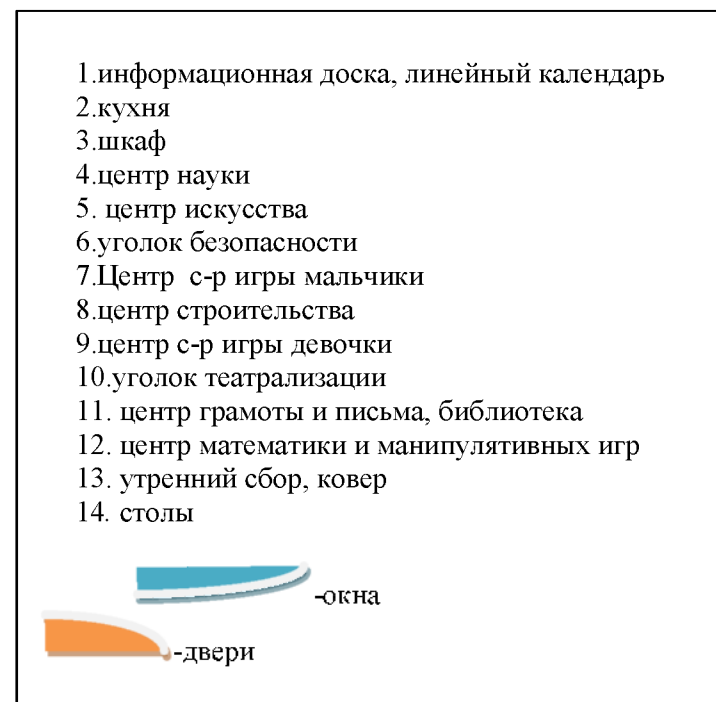 1.информационная доска, линейный календарь
2.кухня
3.шкаф
4.центр науки
5. центр искусства
6.уголок безопасности
7.Центр  с-р игры мальчики
8.центр строительства
9.центр с-р игры девочки
10.уголок театрализации
11. центр грамоты и письма, библиотека
12. центр математики и манипулятивных игр
13. утренний сбор, ковер
14. столы
-окна
-двери